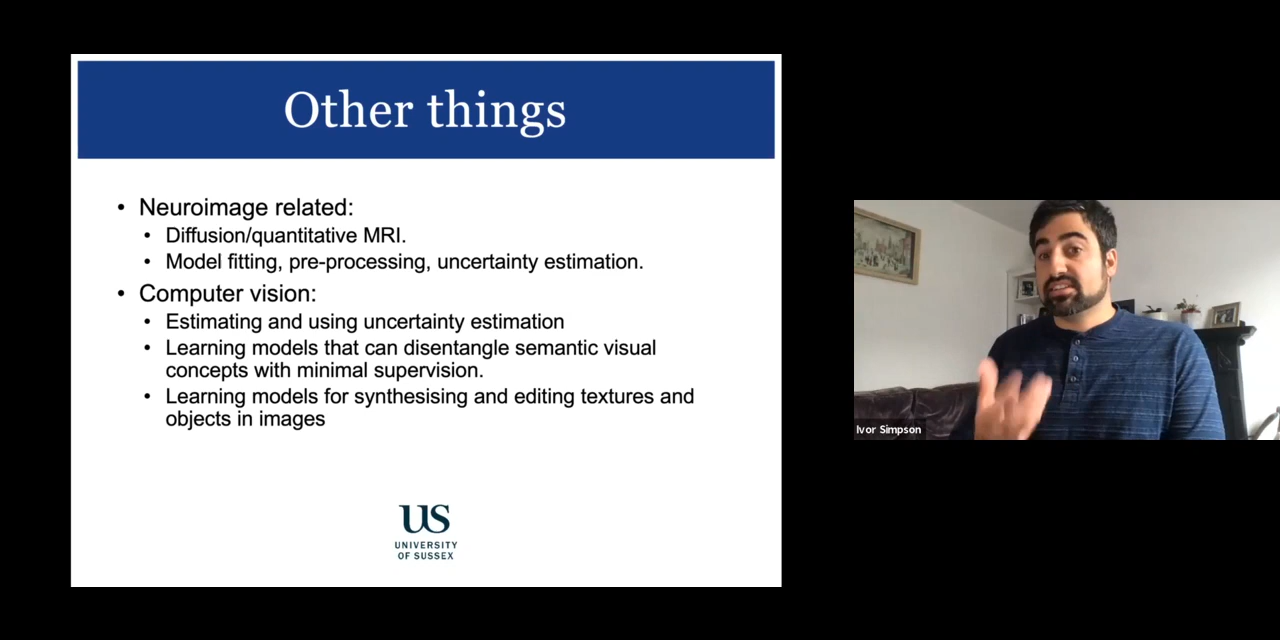 Other things
• Neuroimage related:
• Diffusion/quantitative MRI.
• Model fitting, pre-processing, uncertainty estimation.
• Computer vision:
• Estimating and using uncertainty estimation
• Learning models that can disentangle semantic visual
concepts with minimal supervision.
• Learning models for synthesising and editing textures and
objects in images
US
UNIVERSITY
OF SUSSEX
Ivor Simpson